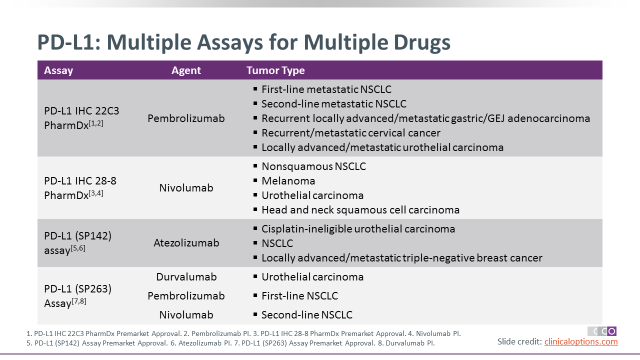 PD-L1: Multiple Assays for Multiple Drugs
Assay Agent Tumor Type
PD-L1 IHC 22C3
PharmDx[1,2]
Pembrolizumab
▪ First-line metastatic NSCLC
▪ Second-line metastatic NSCLC
▪ Recurrent locally advanced/metastatic gastric/GEJ adenocarcinoma
▪ Recurrent/metastatic cervical cancer
▪ Locally advanced/metastatic urothelial carcinoma
PD-L1 IHC 28-8
PharmDx[3,4]
Nivolumab
▪ Nonsquamous NSCLC
▪ Melanoma
▪ Urothelial carcinoma
▪ Head and neck squamous cell carcinoma
PD-L1 (SP142)
assay[5,6]
Atezolizumab
▪ Cisplatin-ineligible urothelial carcinoma
▪ NSCLC
▪ Locally advanced/metastatic triple-negative breast cancer
PD-L1 (SP263)
Assay[7,8]
Durvalumab ▪ Urothelial carcinoma
Pembrolizumab ▪ First-line NSCLC
Nivolumab ▪ Second-line NSCLC
1. PD-L1 IHC 22C3 PharmDx Premarket Approval. 2. Pembrolizumab PI. 3. PD-L1 IHC 28-8 PharmDx Premarket Approval. 4. Nivolumab PI.
5. PD-L1 (SP142) Assay Premarket Approval. 6. Atezolizumab PI. 7. PD-L1 (SP263) Assay Premarket Approval. 8. Durvalumab PI.
CCO
Slide credit: clinicaloptions.com